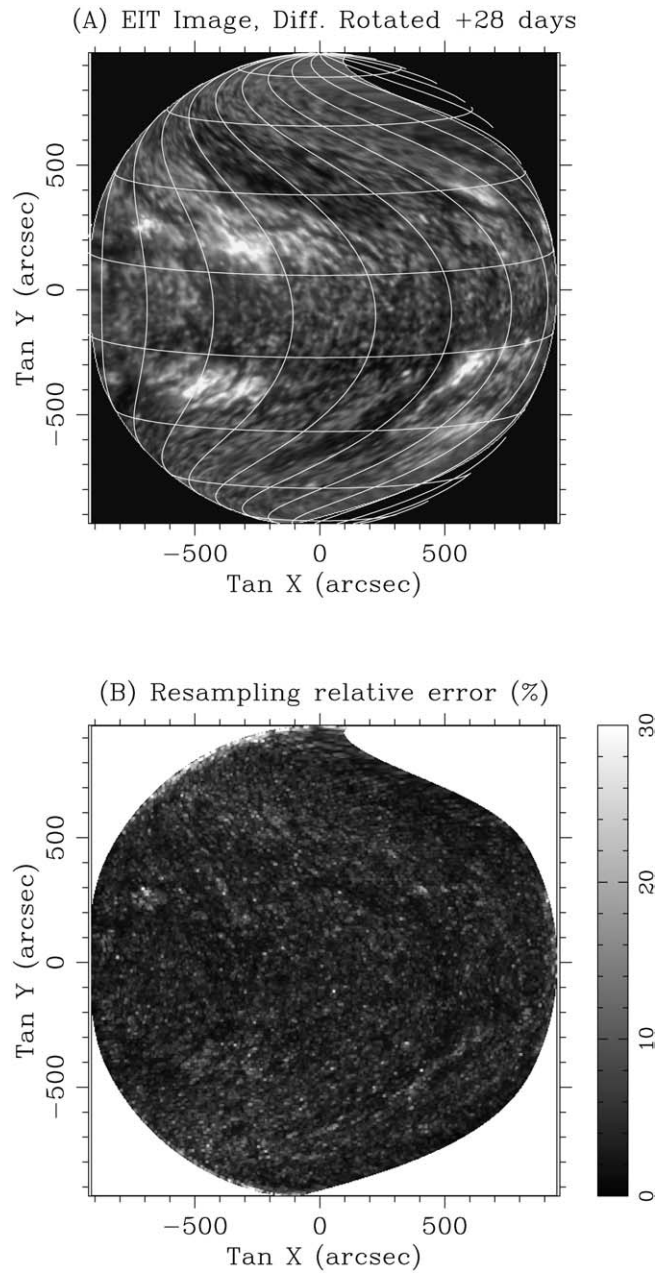 (A) EIT Image, Diff. Rotated +28 days
Tan Y (arcsec)
500
0
−500
−500 0 500
Tan X (arcsec)
(B) Resampling relative error (%)
Tan Y (arcsec)
500
0
−500
−500 0 500
Tan X (arcsec)
30
20
10
0